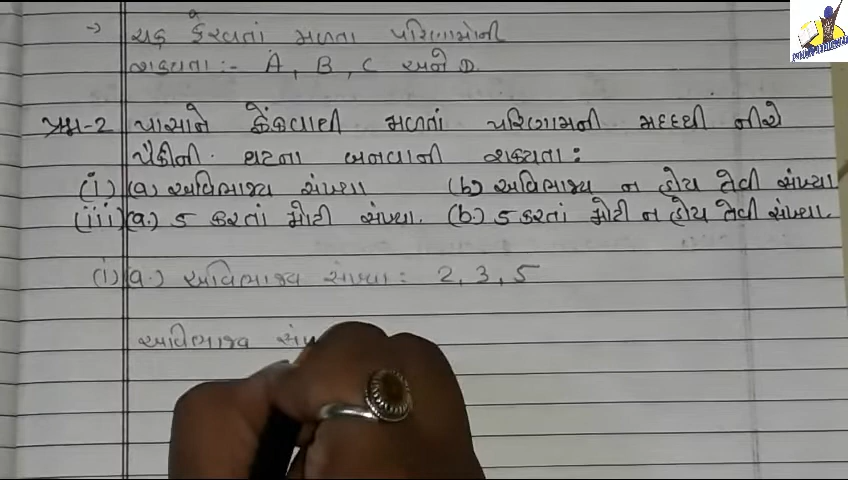 → ચક્ર ફેરવતાં મળતા પરિણામોની
શક્યતા :- A, B, C અને D.
પ્રશ્ન-2 પાસાને ફેંકવાથી મળતાં પરિણામની મદદથી નીચે
પૈકીની ઘટના બનવાની શક્યતા :
(i) (a) અવિભાજ્ય સંખ્યા (b) અવિભાજ્ય ન હોય તેવી સંખ્યા
(iii) (a.) 5 કરતાં મોટી સંખ્યા. (b) 5 કરતાં મોટી ન હોય તેવી સંખ્યા.
(i) (a.) અવિભાજ્ય સંખ્યા : 2, 3, 5
અવિભાજ્ય સં